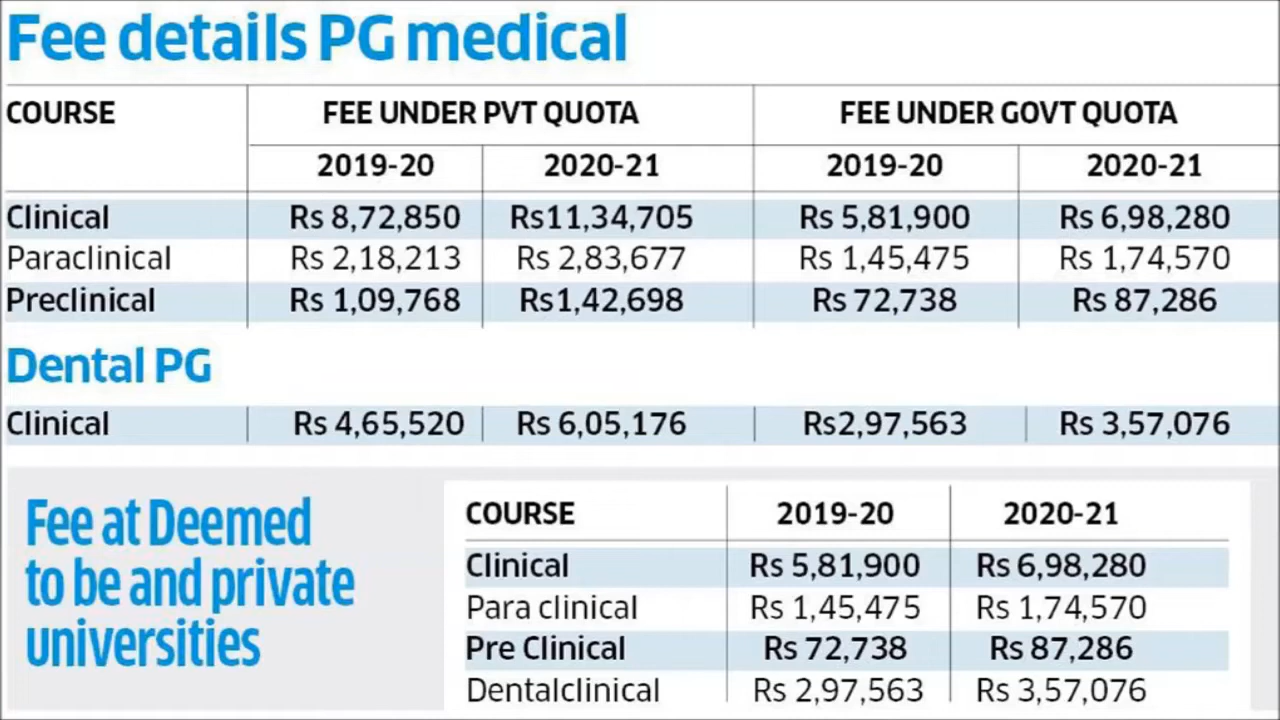 Fee details PG medical
COURSE FEE UNDER PVT QUOTA FEE UNDER GOVT QUOTA
2019-20 2020-21 2019-20 2020-21
Clinical Rs 8,72,850 Rs11,34,705 Rs 5,81,900 Rs 6,98,280
Paraclinical Rs 2,18,213 Rs 2,83,677 Rs 1,45,475 Rs 1,74,570
Preclinical Rs 1,09,768 Rs1,42,698 Rs 72,738 Rs 87,286
Dental PG
Clinical Rs 4,65,520 Rs 6,05,176 Rs2,97,563 Rs 3,57,076
Fee at Deemed
to be and private
universities
COURSE 2019-20 2020-21
Clinical Rs 5,81,900 Rs 6,98,280
Para clinical Rs 1,45,475 Rs 1,74,570
Pre Clinical Rs 72,738 Rs 87,286
Dentalclinical Rs 2,97,563 Rs 3,57,076